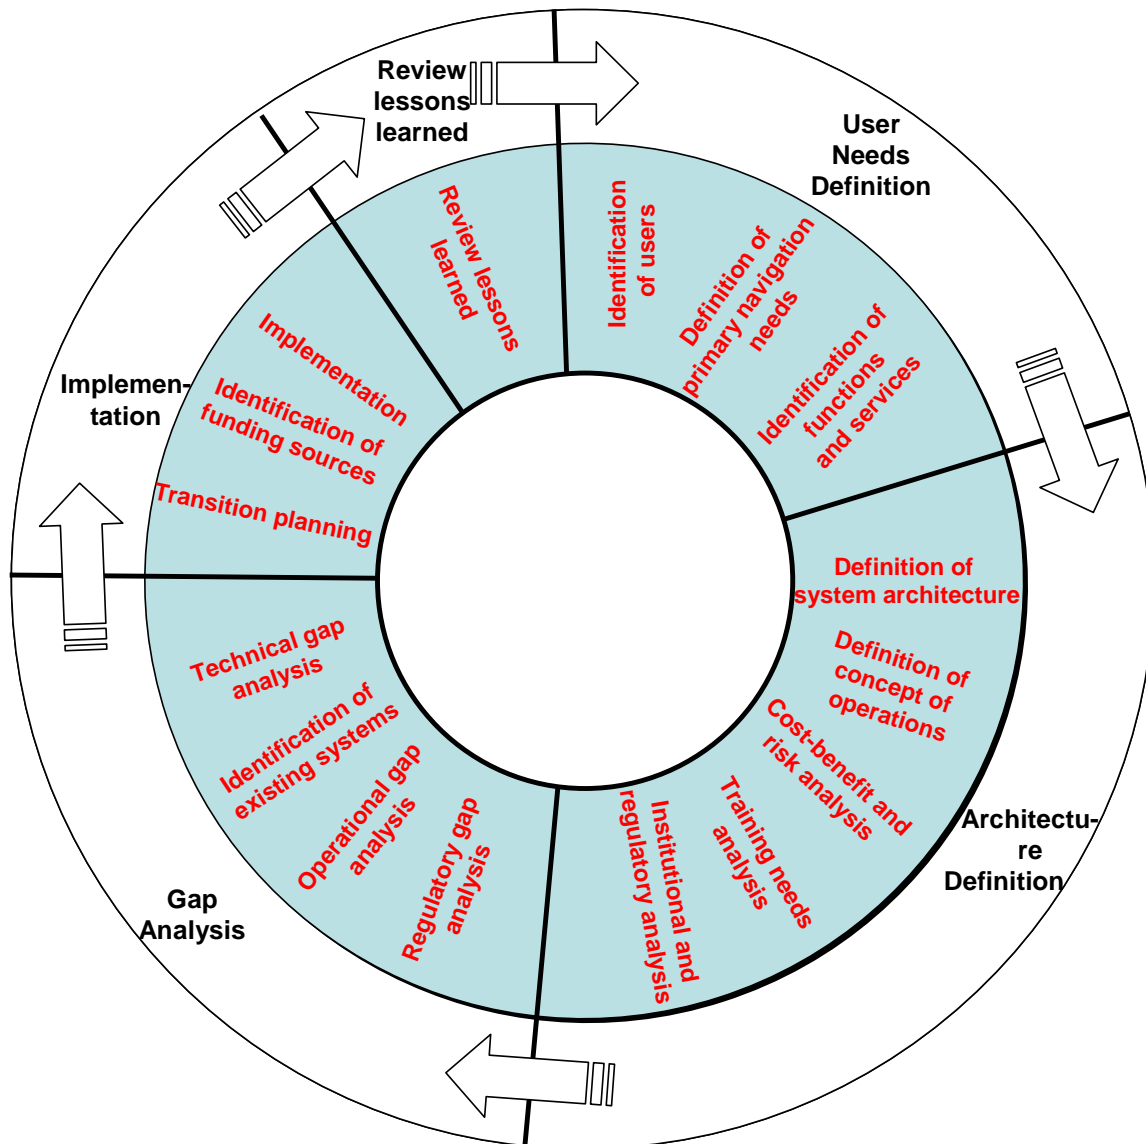 Review
lessons
learned
User
Needs
Definition
Architectu-
re
Definition
Gap
Analysis
Implemen-
tation
Review lessons
learned
Identification
of users
Definition of
primary navigation
needs
Identification of
functions
and services
Definition of
system architecture
Definition of
concept of
operations
Cost-benefit and
risk analysis
Training needs
analysis
Institutional and
regulatory analysis
Regulatory gap
analysis
Operational gap
analysis
Identification of
existing systems
Technical gap
analysis
Transition planning
Identification of
funding sources
Implementation